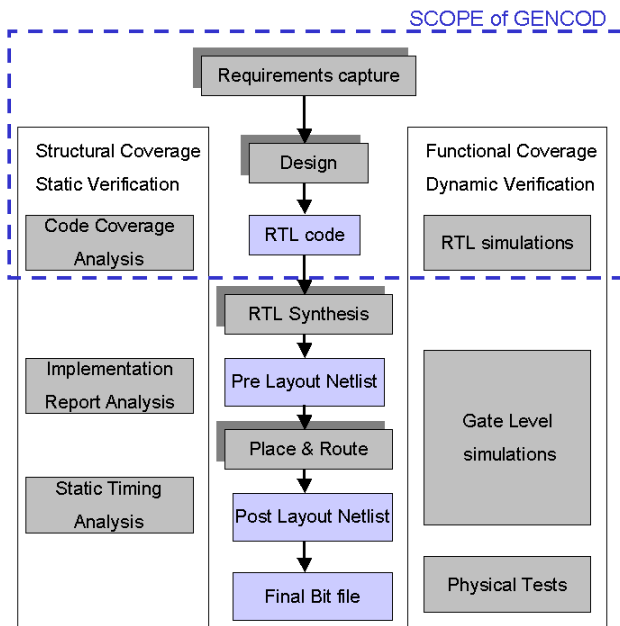 SCOPE of GENCOD
Requirements capture
Structural Coverage
Static Verification
Design
Functional Coverage
Dynamic Verification
Code Coverage
Analysis
RTL code
RTL simulations
RTL Synthesis
Implementation
Report Analysis
Pre Layout Netlist
Gate Level
simulations
Place & Route
Static Timing
Analysis
Post Layout Netlist
Final Bit file
Physical Tests